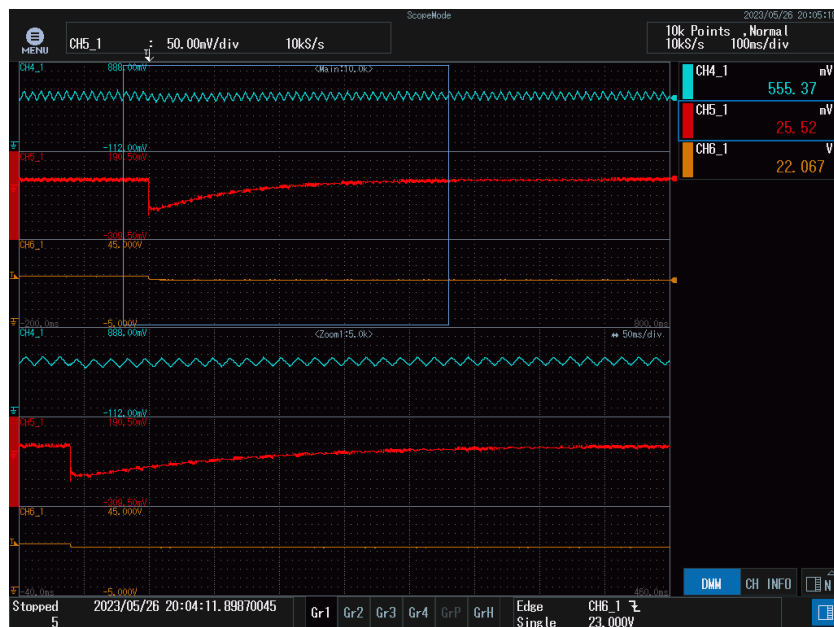 ScopeMode
2023/05/26 20:05:18
MENU
CH5_1 : 50.00mV/div 10kS/s
10k Points ,Normal
10kS/s 100ms/div
CH4_1 888.00mV <Main:10.0k>
-112.00mV
CH5_1 190.50mV
-309.50mV
CH6_1 45.000V
-200.0ms -5.000V 800.0ms
CH4_1 888.00mV <Zoom1:5.0k> 50ms/div
-112.00mV
CH5_1 190.50mV
-309.50mV
CH6_1 45.000V
-40.0ms -5.000V 460.0ms
CH4_1 mV
555.37
CH5_1 mV
25.52
CH6_1 V
22.067
DMM CH INFO N
Stopped 2023/05/26 20:04:11.89870045
5
Gr1 Gr2 Gr3 Gr4 GrP GrH
Edge CH6_1
Single 23.000V